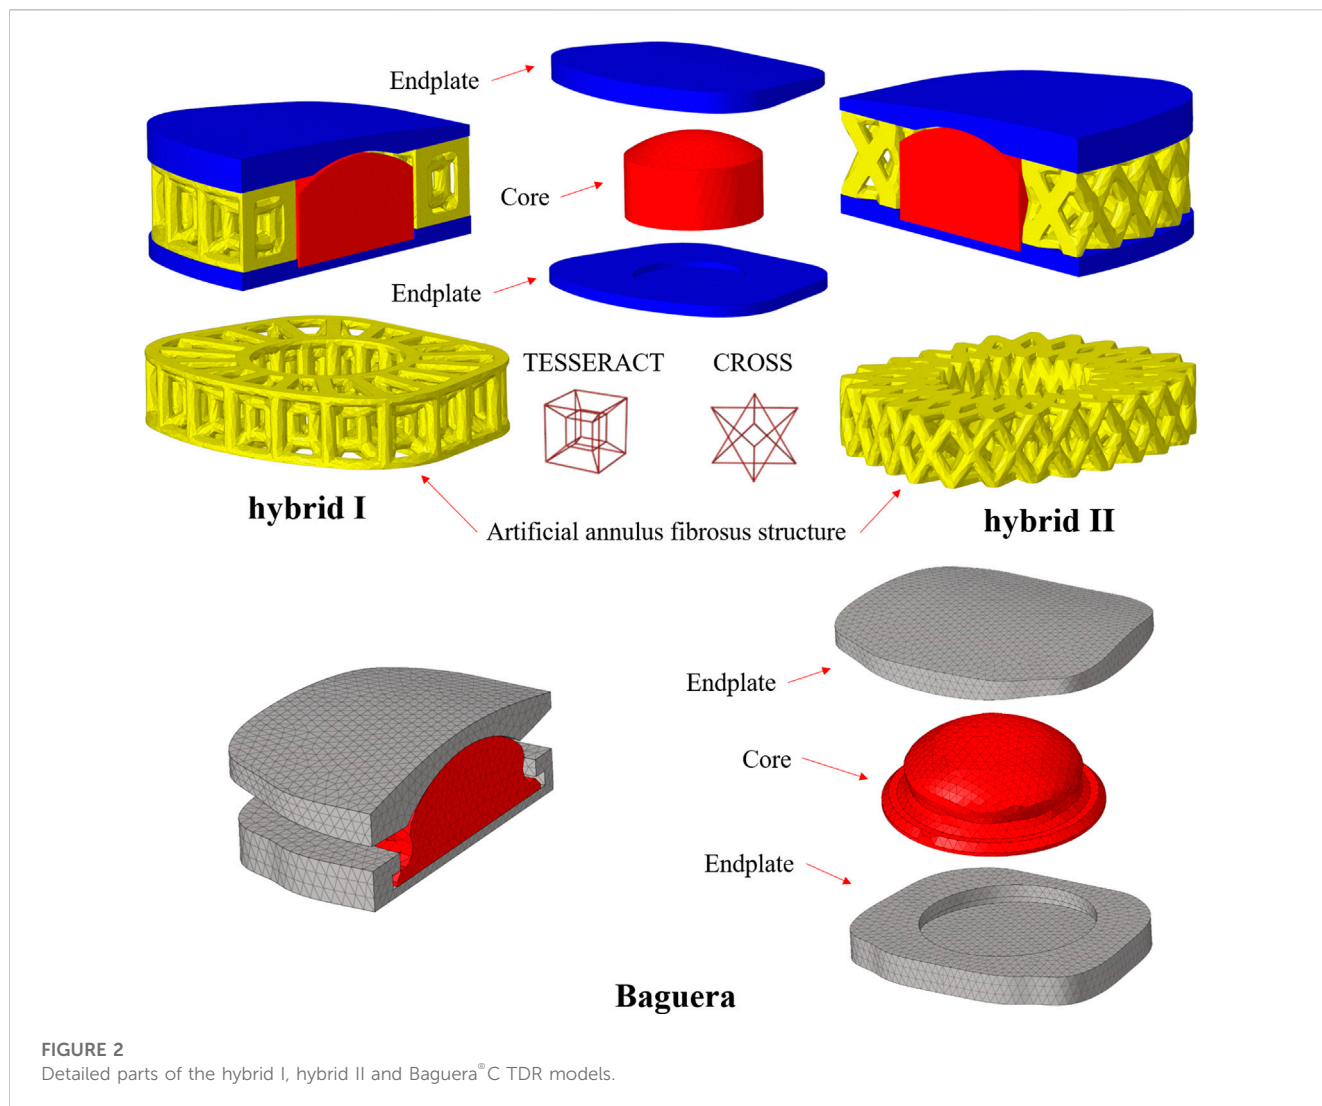 Endplate
Core
Endplate
TESSERACT
CROSS
hybrid I
hybrid II
Artificial annulus fibrosus structure
Endplate
Core
Endplate
Baguera
FIGURE 2
Detailed parts of the hybrid I, hybrid II and Baguera®C TDR models.